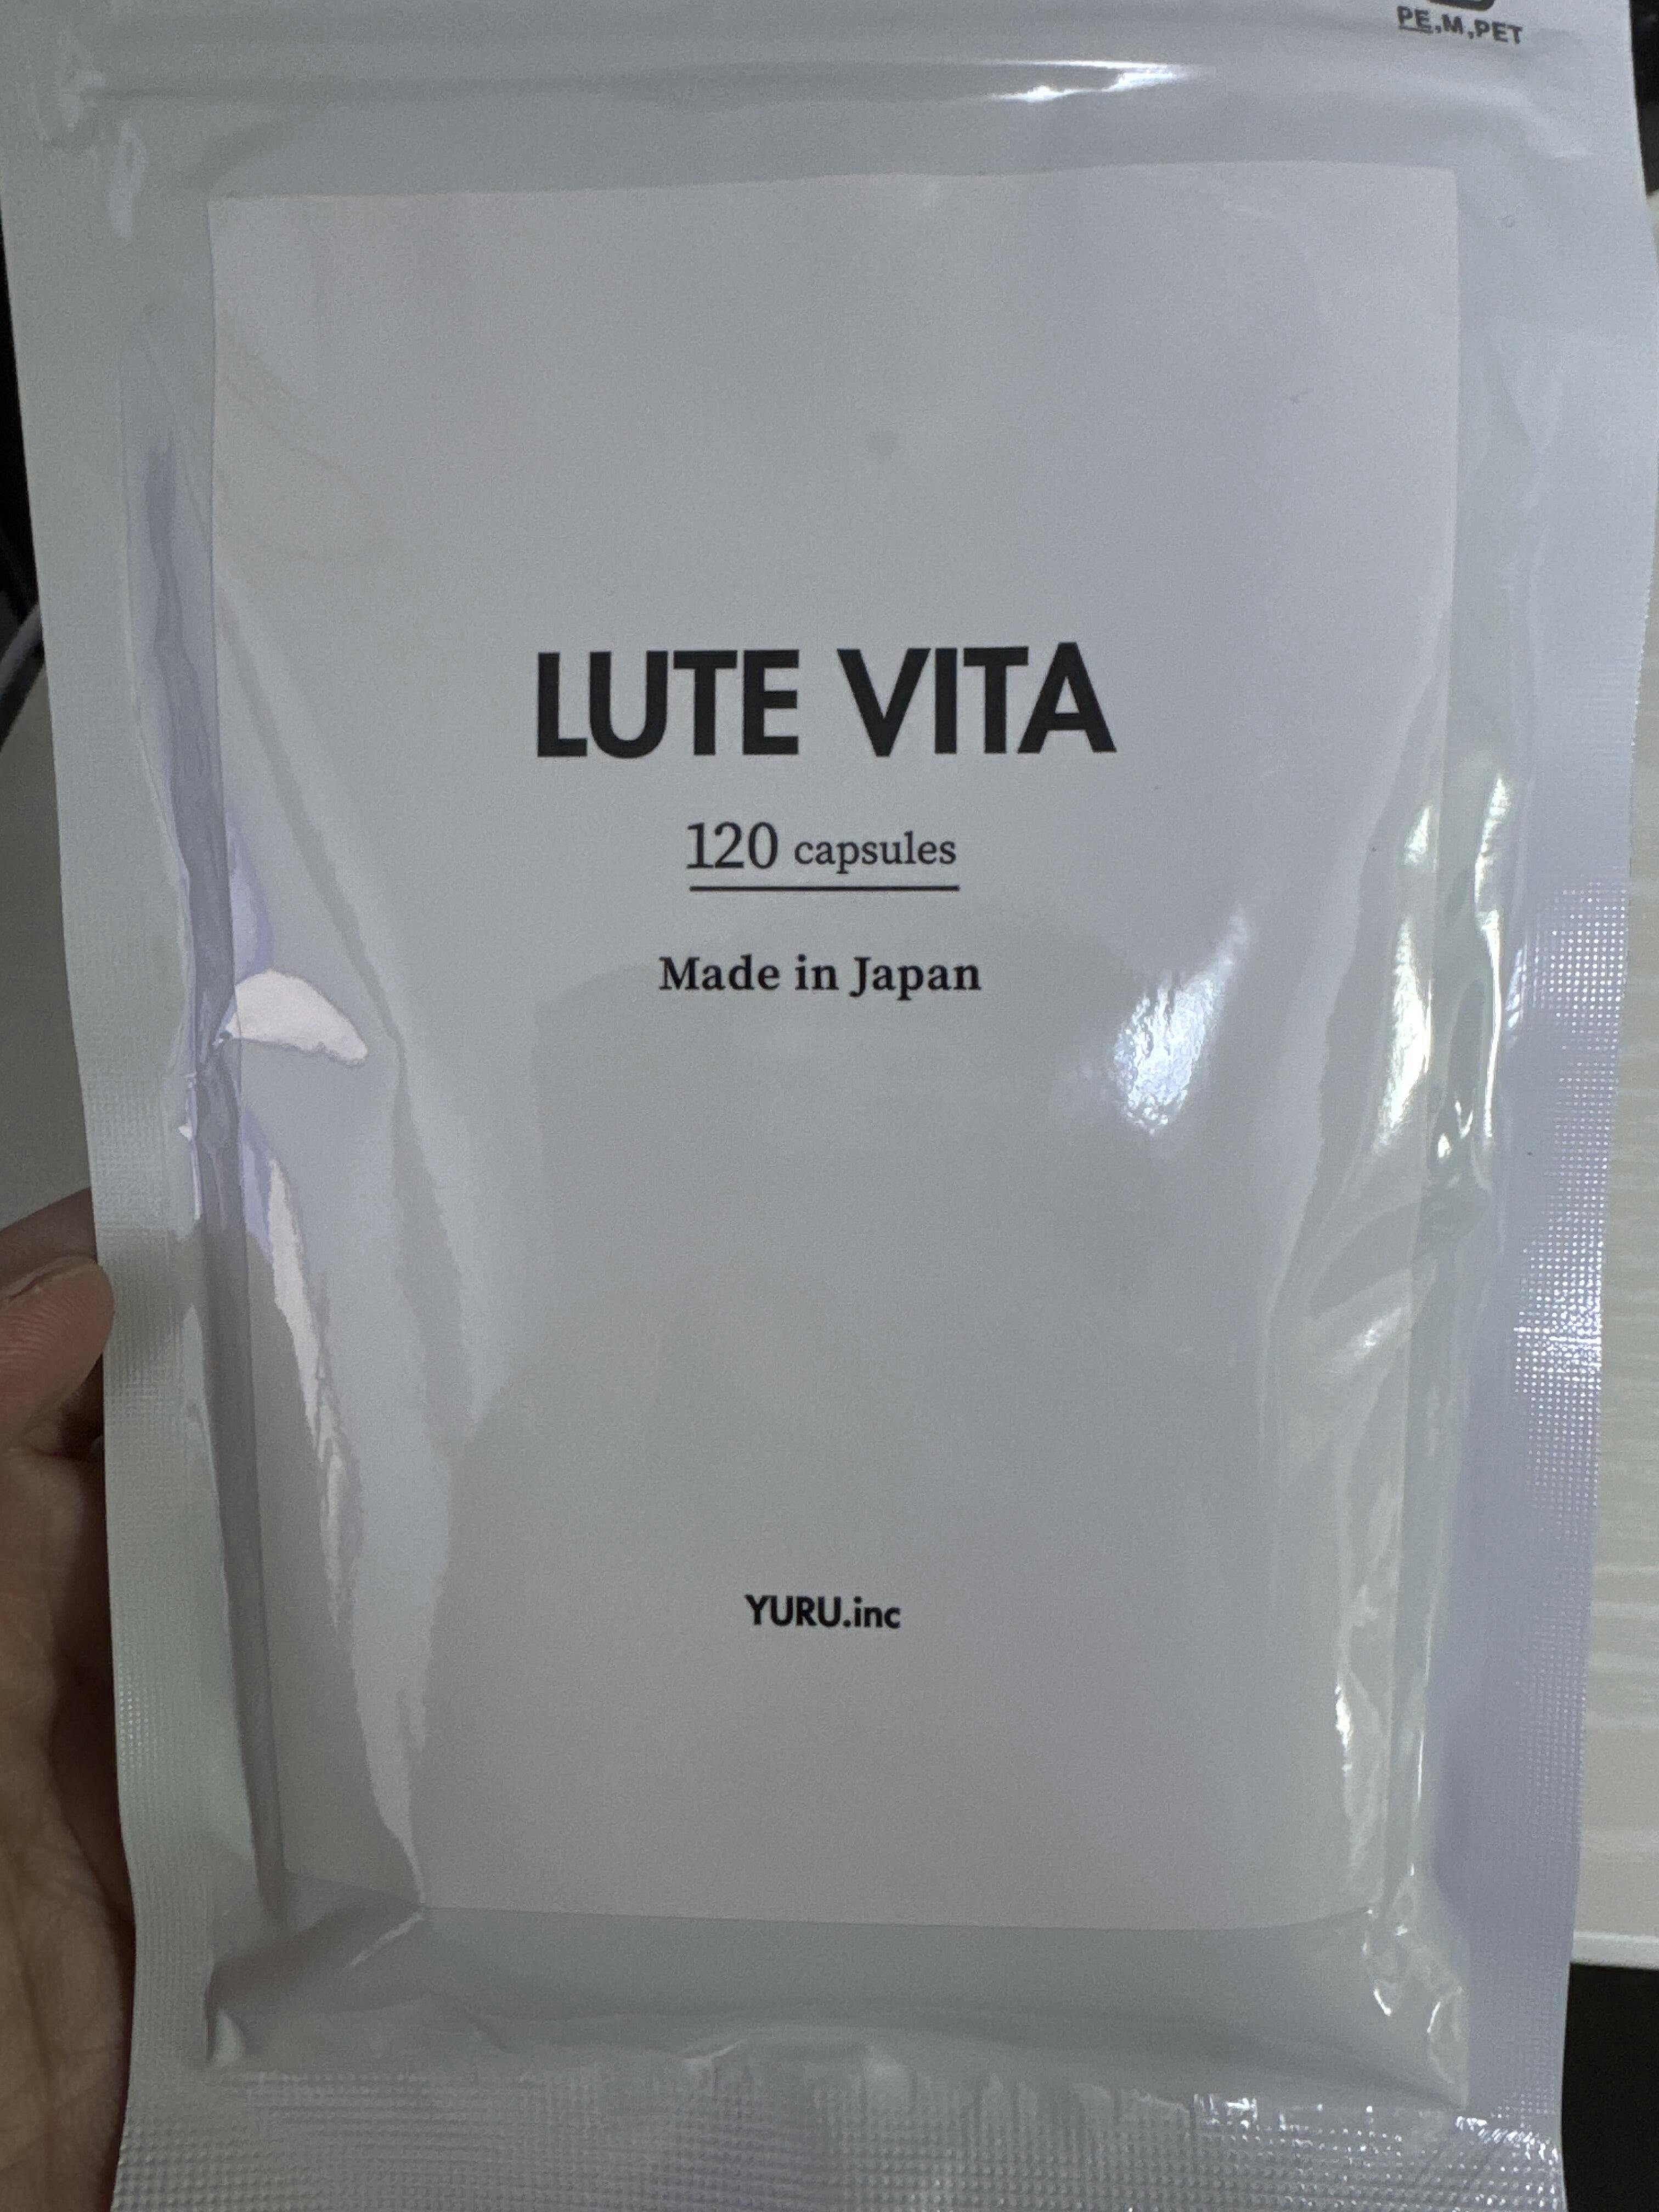 PE,M,PET
LUTE VITA
120 capsules
Made in Japan
YURU.inc